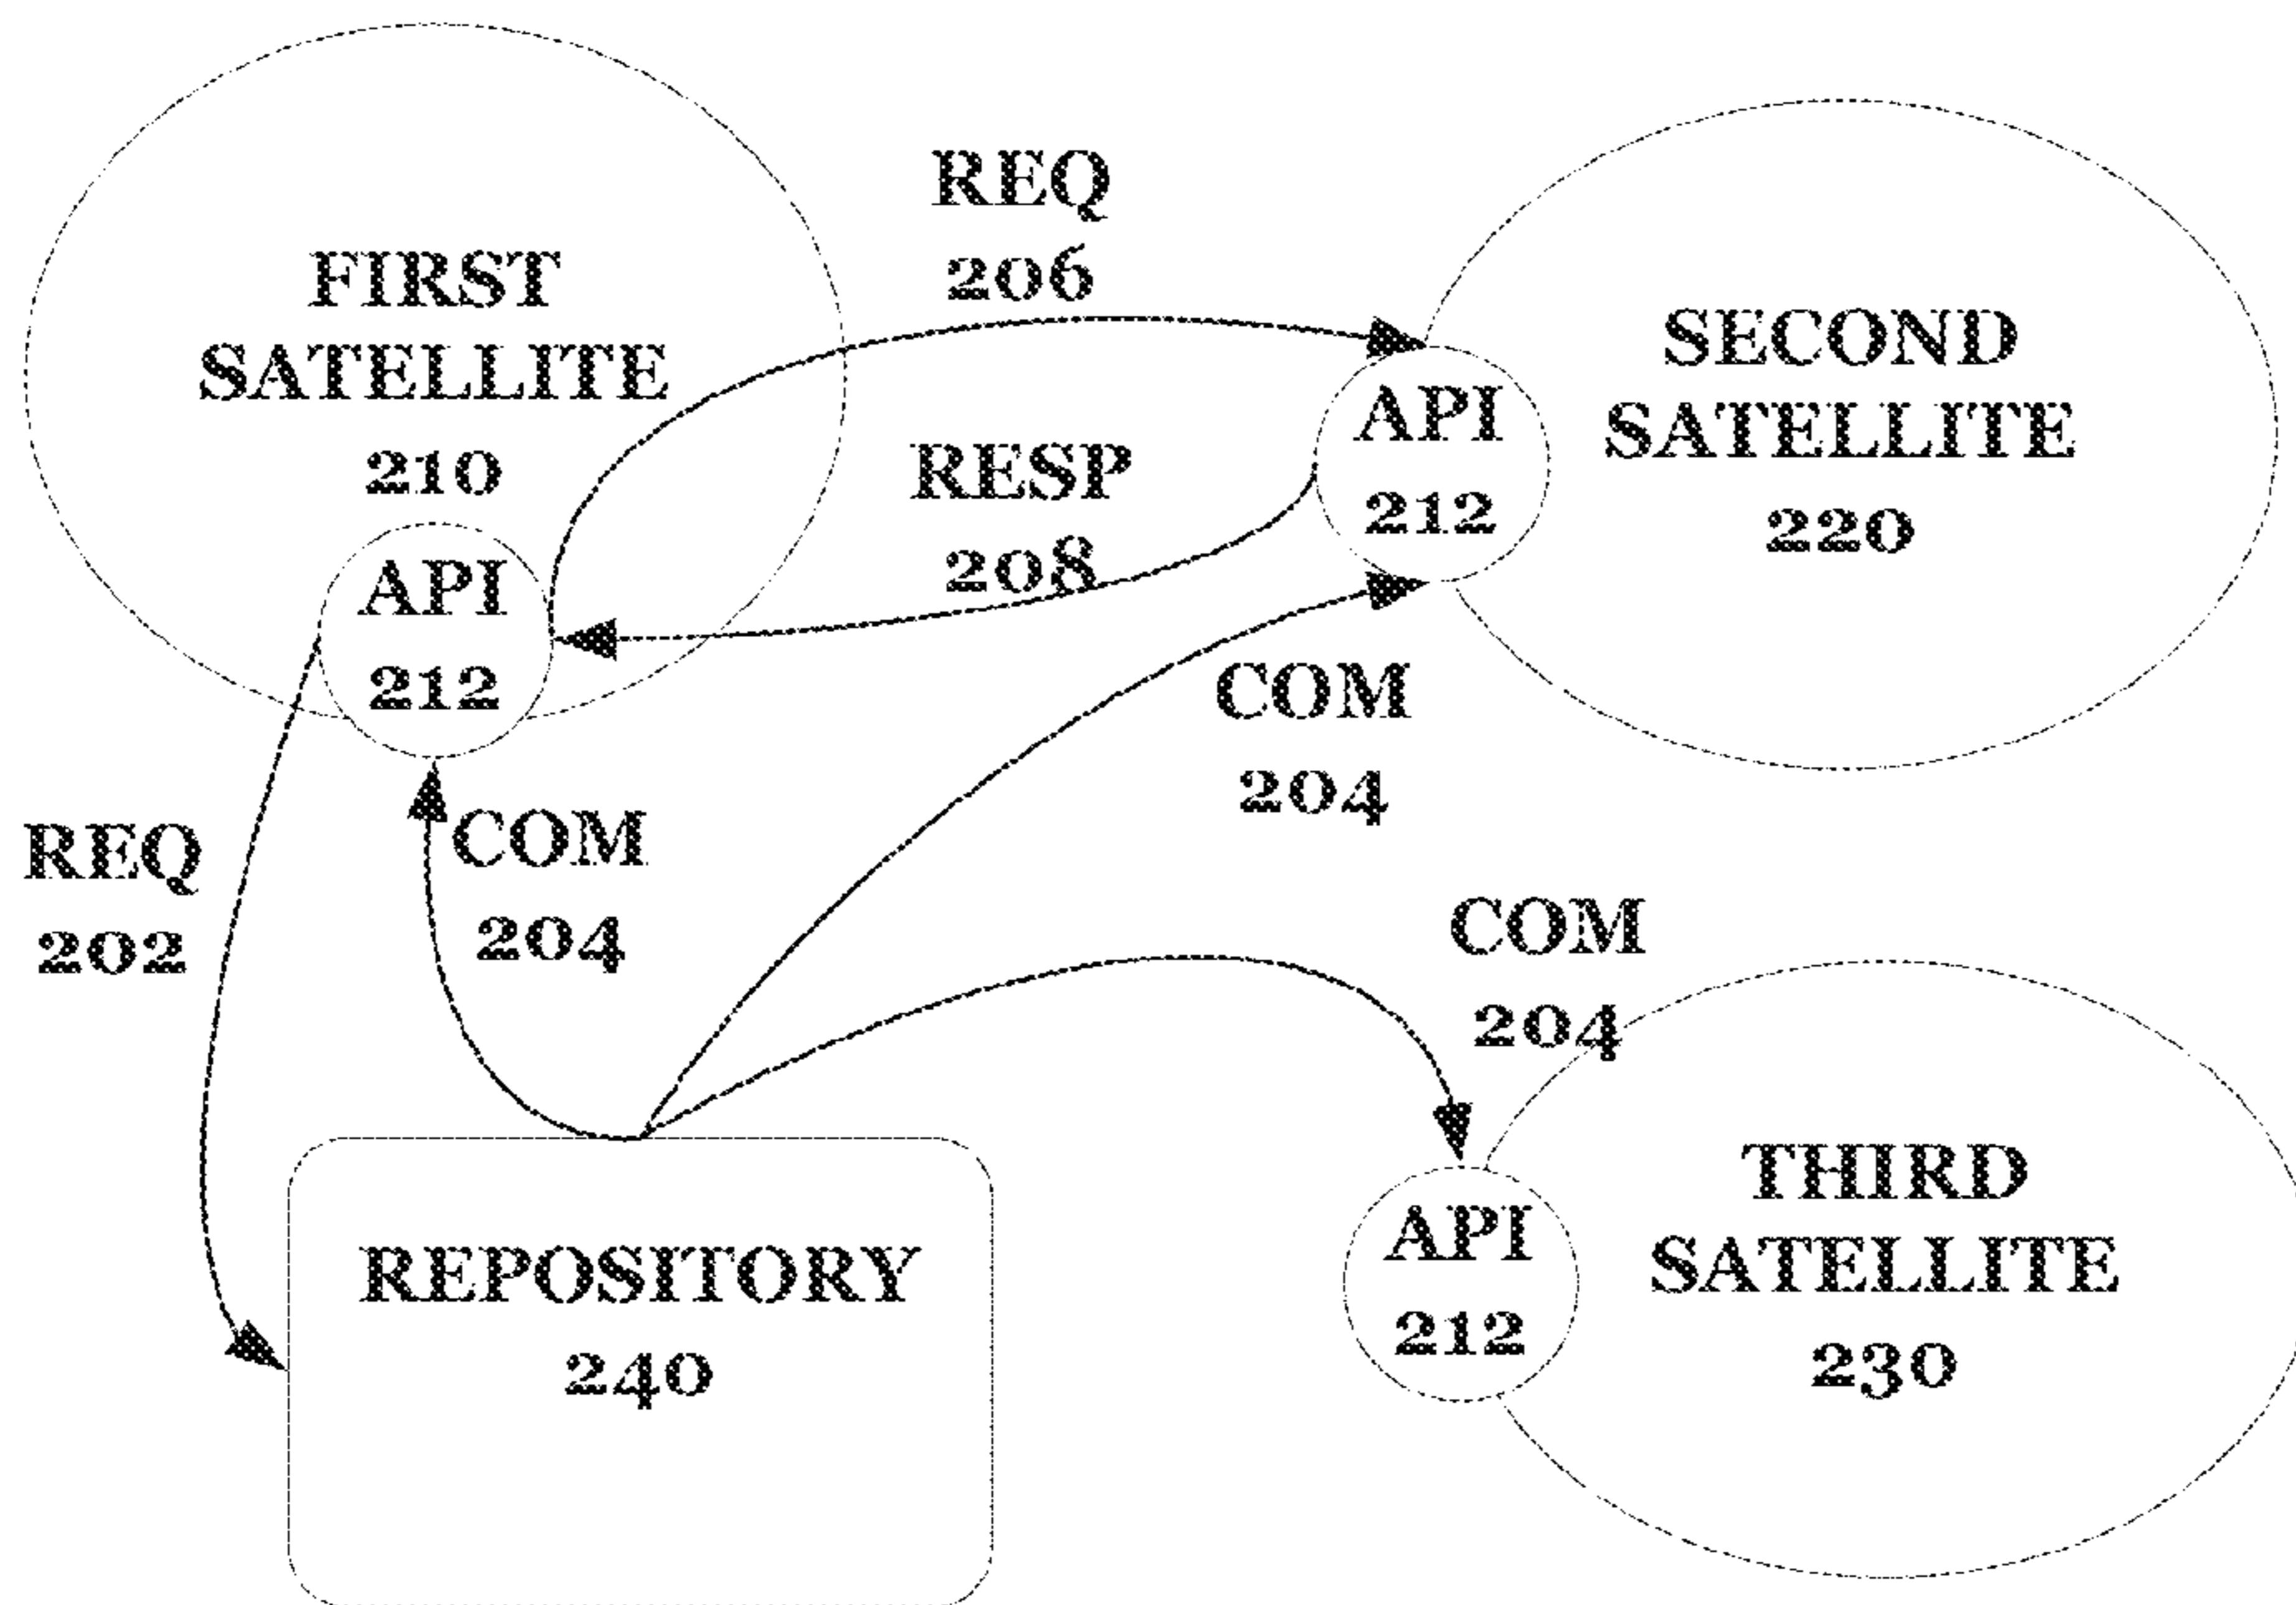 FIRST
SATELLITE
210
API
212
REQ
206
RESP
208
SECOND
SATELLITE
220
API
212
COM
204
REQ
202
COM
204
COM
204
REPOSITORY
240
API
212
THIRD
SATELLITE
230